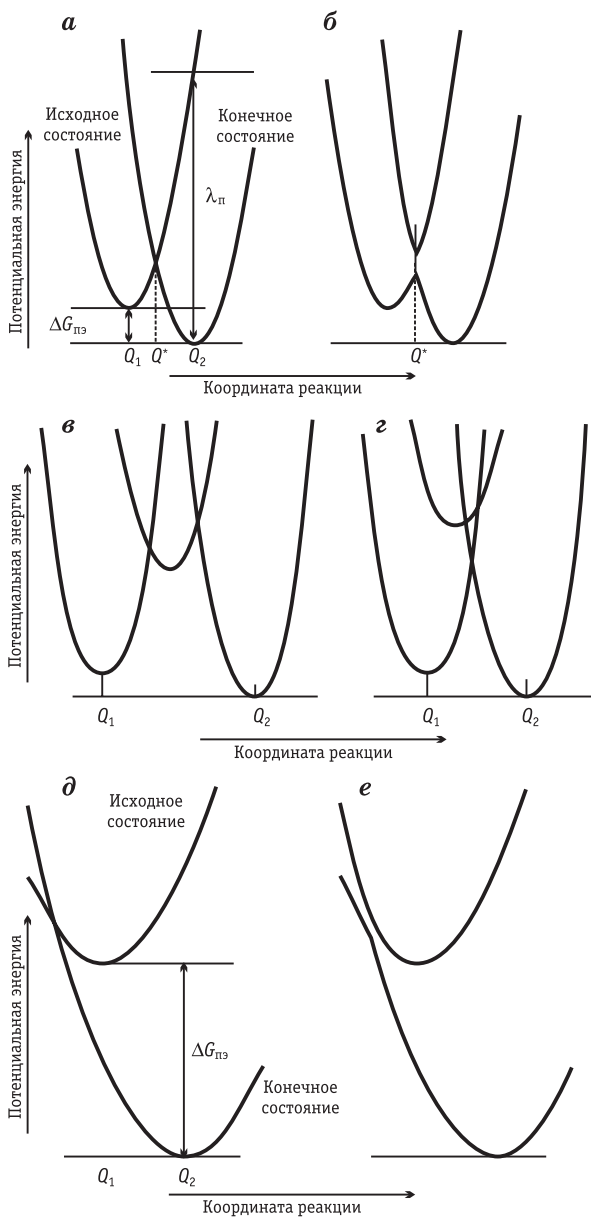 а
б
Исходное
состояние
Конечное
состояние
Потенциальная энергия
λп
ΔGпэ
Q1
Q*
Q2
Q*
Координата реакции
в
г
Потенциальная энергия
Q1
Q2
Q1
Q2
Координата реакции
д
е
Исходное
состояние
Потенциальная энергия
ΔGпэ
Конечное
состояние
Q1
Q2
Координата реакции